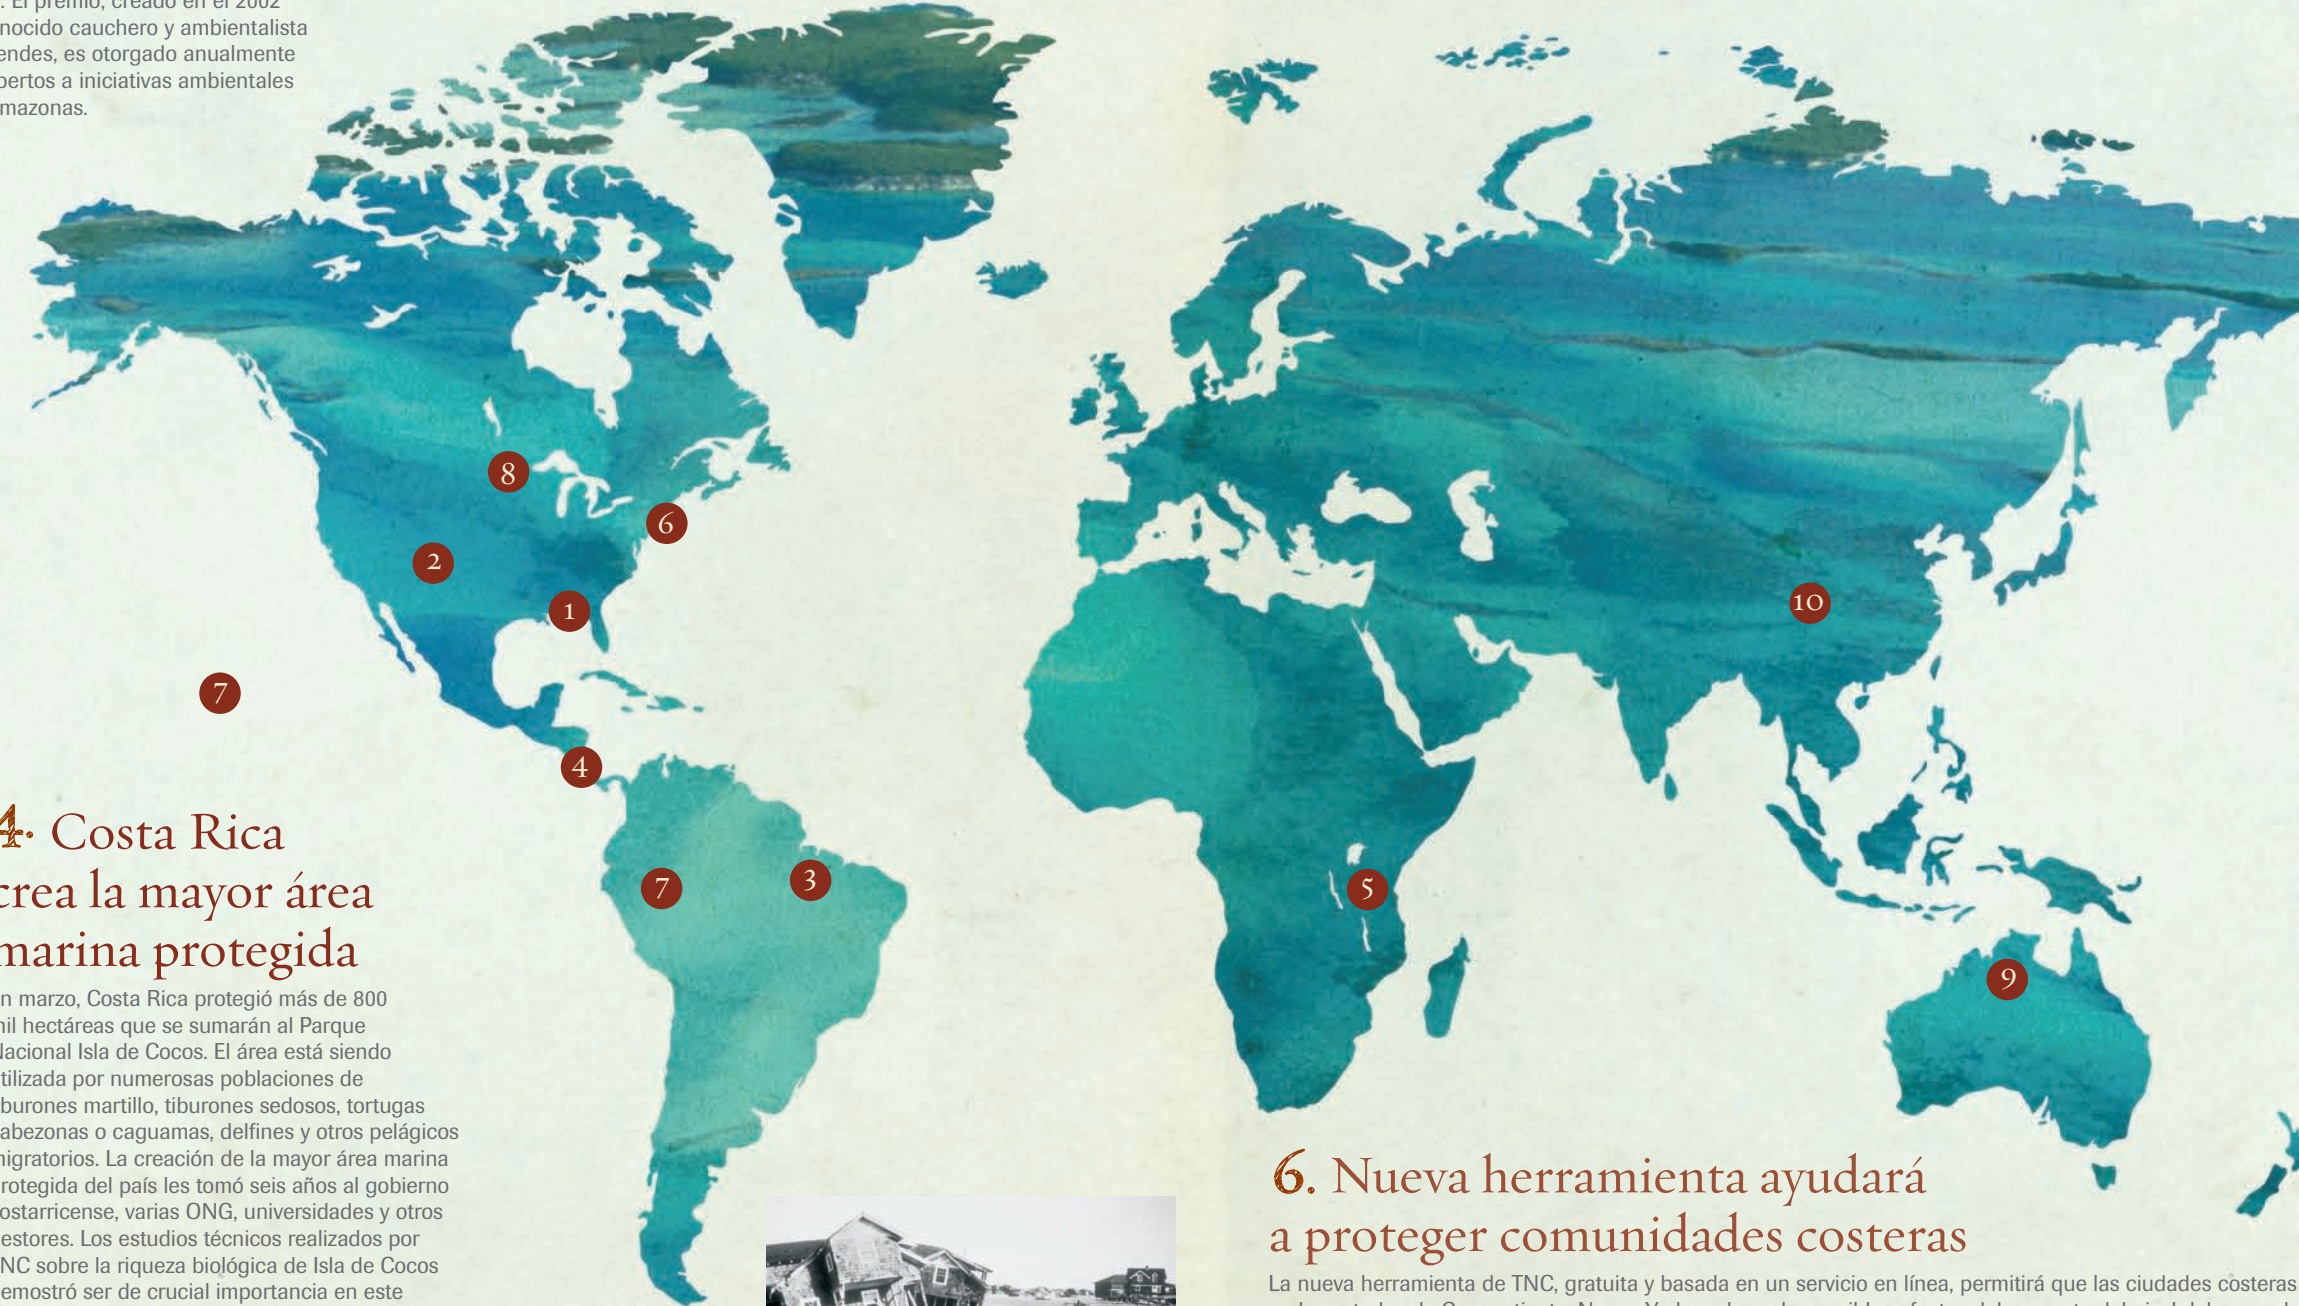 . El premio, creado en el 2002
nocido cauchero y ambientalista
endes, es otorgado anualmente
pertos a iniciativas ambientales
mazonas.
8
6
2
1
10
7
4
7
3
5
9
4. Costa Rica
crea la mayor área
marina protegida
n marzo, Costa Rica protegió más de 800
il hectáreas que se sumarán al Parque
Nacional Isla de Cocos. El área está siendo
tilizada por numerosas poblaciones de
burones martillo, tiburones sedosos, tortugas
abezonas o caguamas, delfines y otros pelágicos
nigratorios. La creación de la mayor área marina
rotegida del país les tomó seis años al gobierno
ostarricense, varias ONG, universidades y otros
estores. Los estudios técnicos realizados por
NC sobre la riqueza biológica de Isla de Cocos
emostró ser de crucial importancia en este
6. Nueva herramienta ayudará
a proteger comunidades costeras
La nueva herramienta de TNC, gratuita y basada en un servicio en línea, permitirá que las ciudades costeras